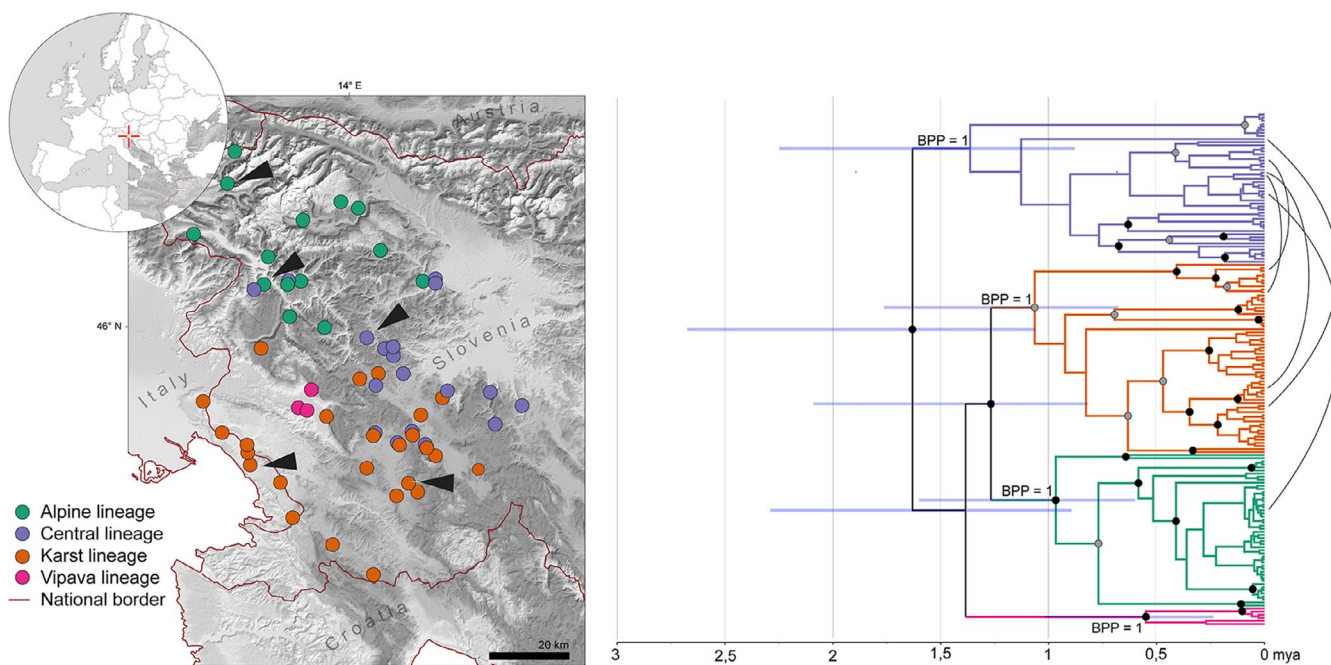 14° E
Austria
46° N
Slovenia
Italy
Croatia
Alpine lineage
Central lineage
Karst lineage
Vipava lineage
National border
20 km
BPP = 1
BPP = 1
BPP = 1
BPP = 1
3 2,5 2 1,5 1 0,5 0 mya